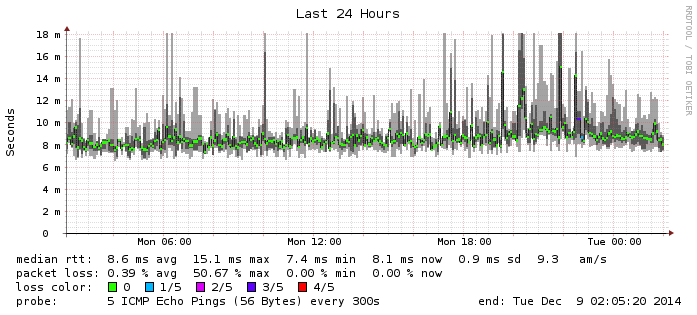 Last 24 Hours
RRDTOOL / TOBI OETIKER
Seconds
18 m
16 m
14 m
12 m
10 m
8 m
6 m
4 m
2 m
0
Mon 06:00 Mon 12:00 Mon 18:00 Tue 00:00
median rtt: 8.6 ms avg 15.1 ms max 7.4 ms min 8.1 ms now 0.9 ms sd 9.3 am/s
packet loss: 0.39 % avg 50.67 % max 0.00 % min 0.00 % now
loss color: 0 1/5 2/5 3/5 4/5
probe: 5 ICMP Echo Pings (56 Bytes) every 300s end: Tue Dec 9 02:05:20 2014